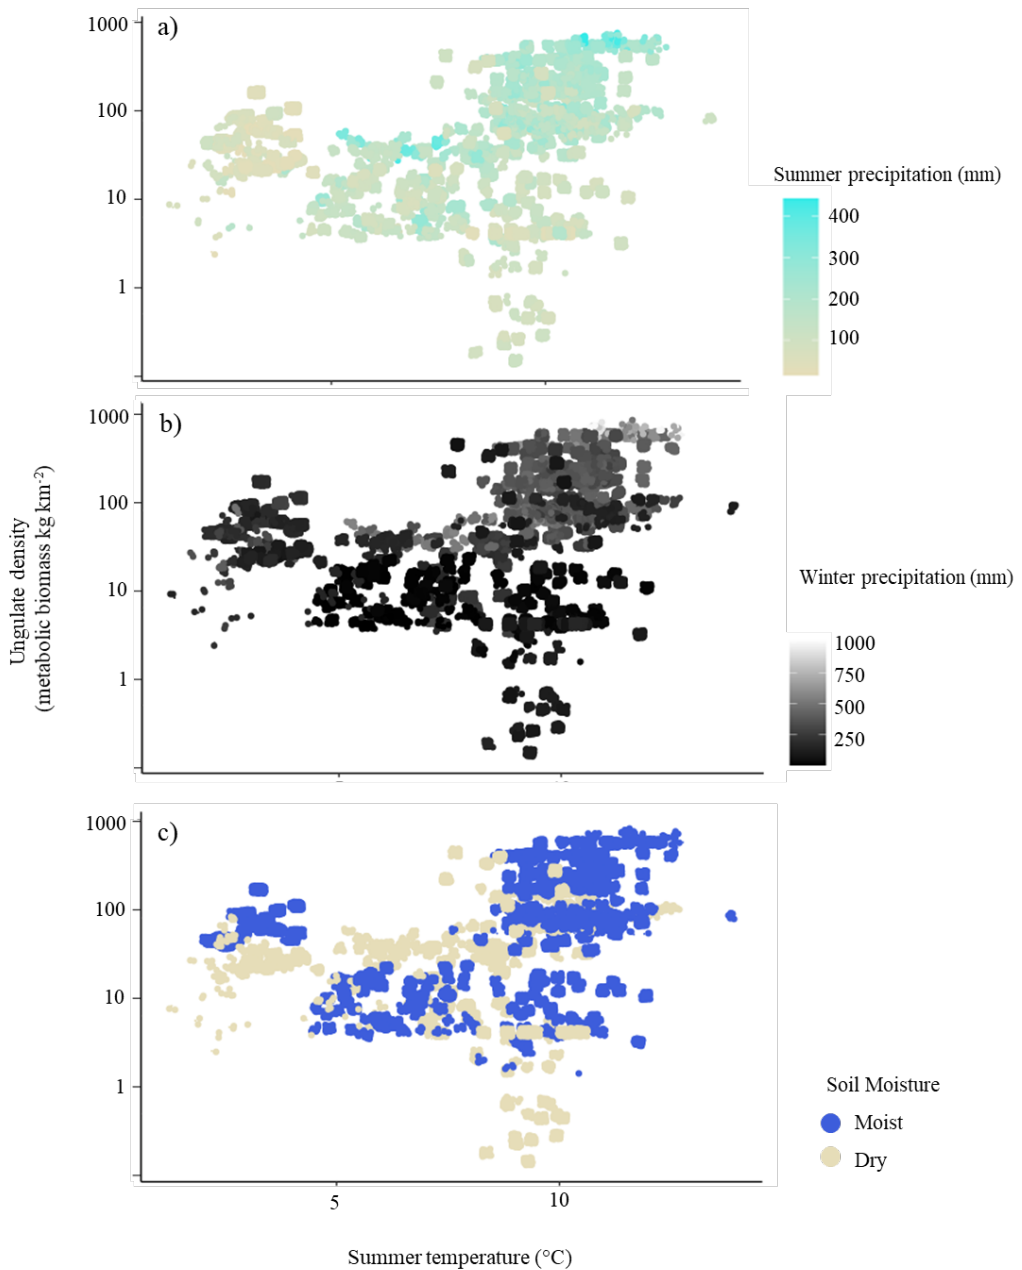 a)
1000
100
10
1
Summer precipitation (mm)
400
300
200
100
b)
1000
100
10
1
Ungulate density
(metabolic biomass kg km-2)
Winter precipitation (mm)
1000
750
500
250
c)
1000
100
10
1
5
10
Soil Moisture
Moist
Dry
Summer temperature (°C)